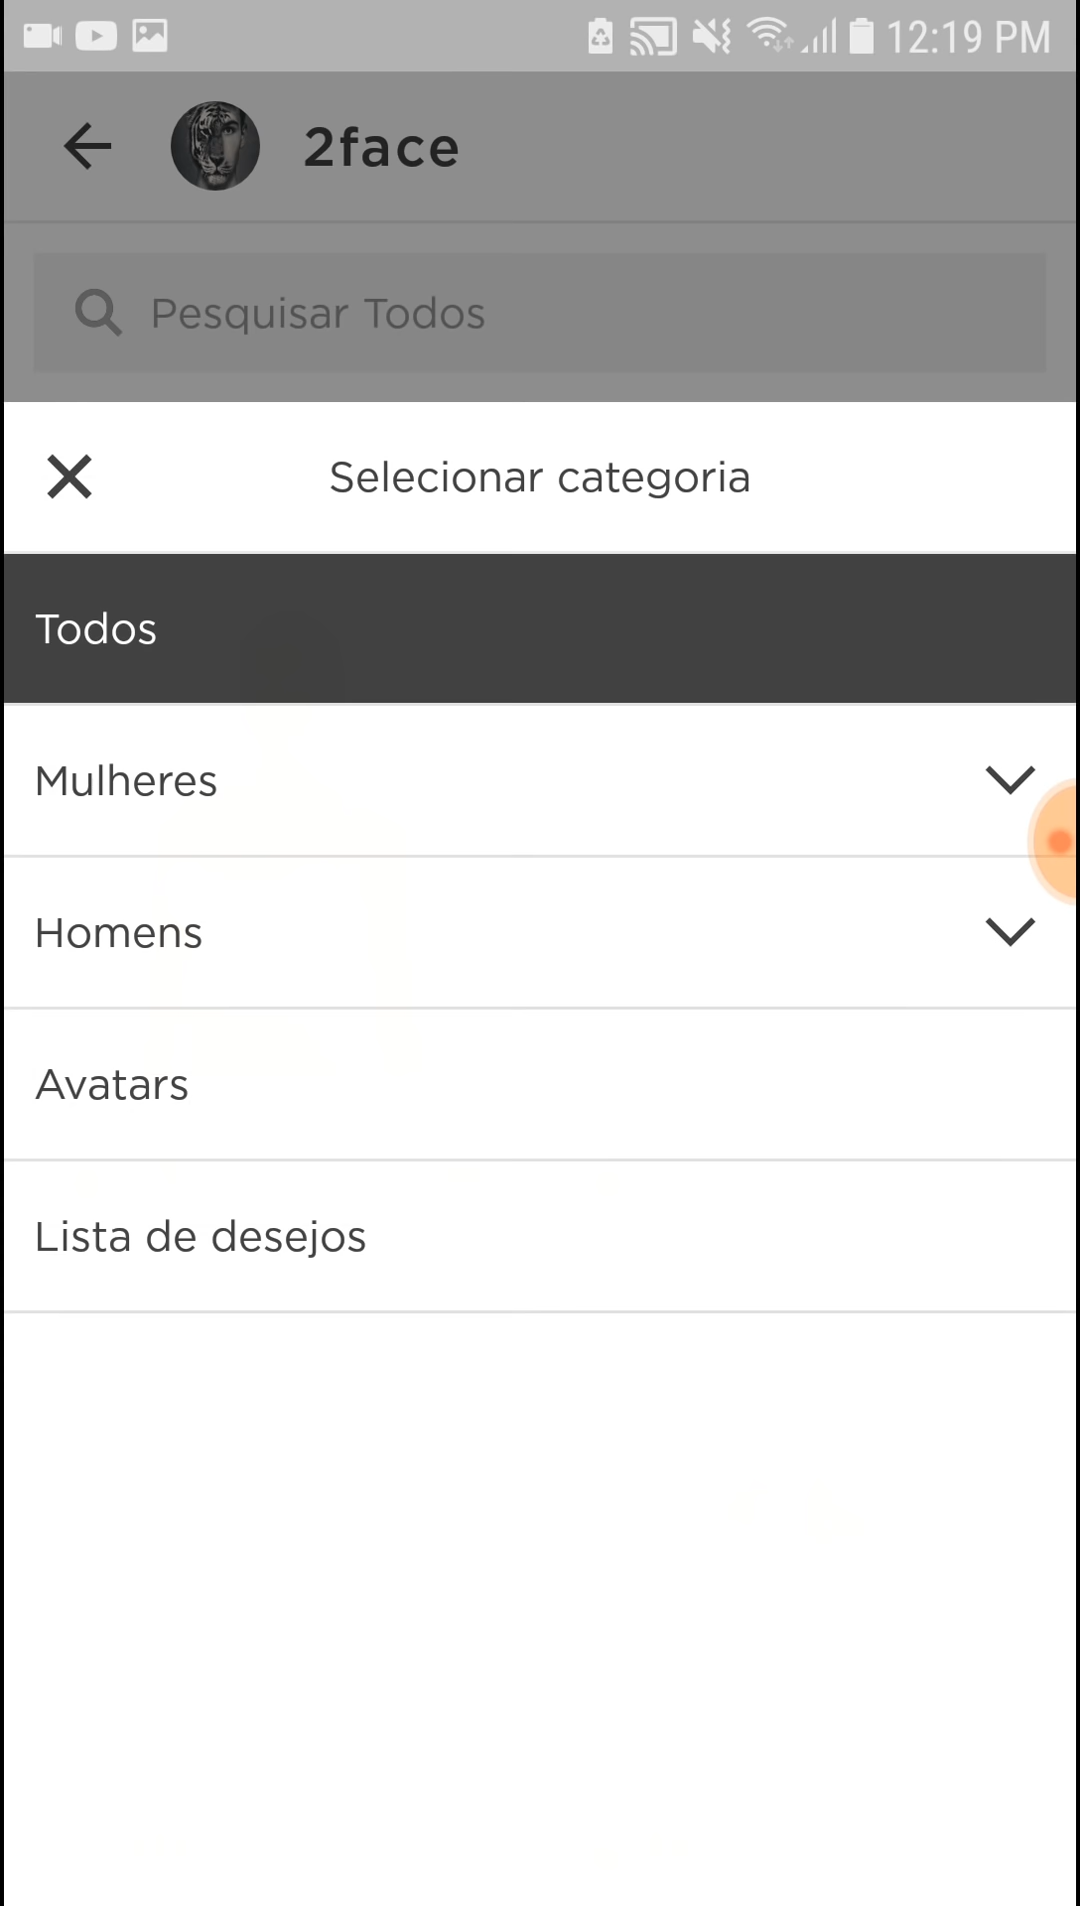 12:19 PM
2face
Pesquisar Todos
Selecionar categoria
Todos
Mulheres
Homens
Avatars
Lista de desejos